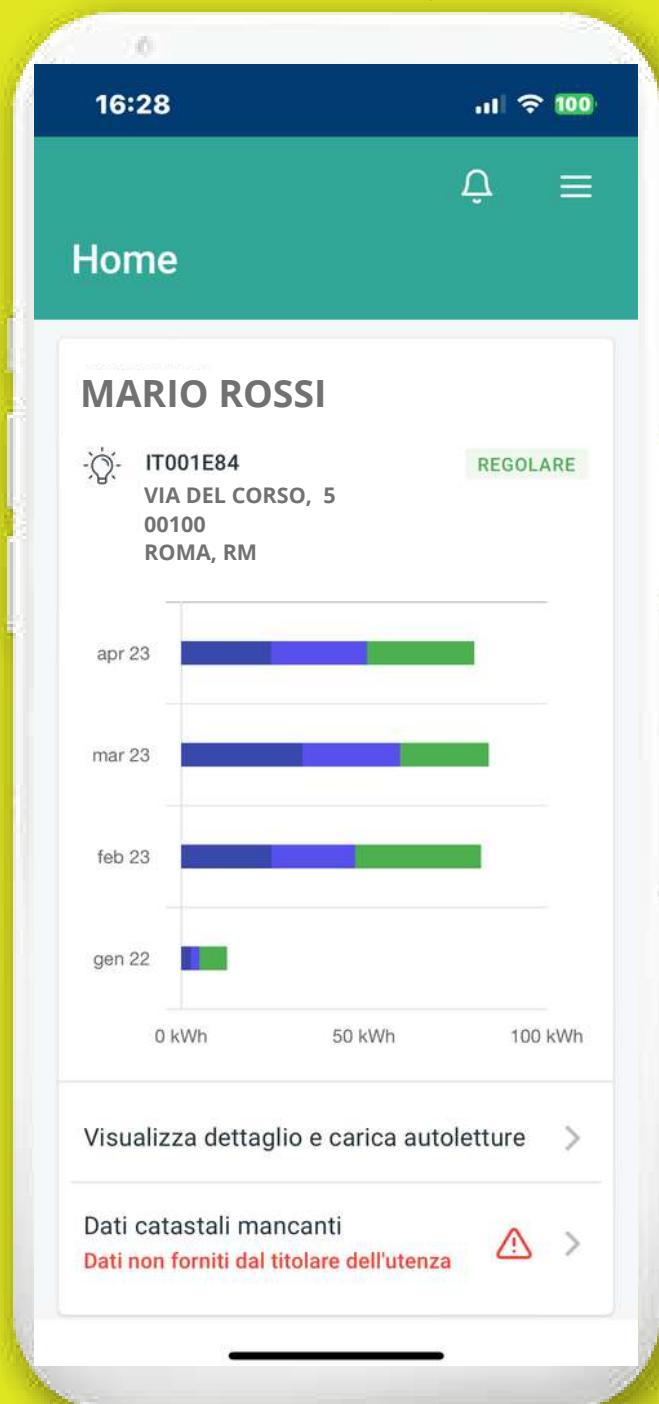 16:28
100
Home
MARIO ROSSI
IT001E84
REGOLARE
VIA DEL CORSO, 5
00100
ROMA, RM
apr 23
mar 23
feb 23
gen 22
0 kWh 50 kWh 100 kWh
Visualizza dettaglio e carica autoletture
Dati catastali mancanti
Dati non forniti dal titolare dell'utenza